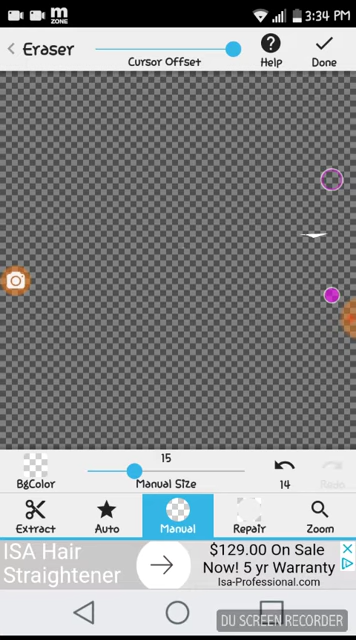 m ZONE 3:34 PM
Eraser
Cursor Offset
Help
Done
BgColor
15
Manual Size
14
Redo
Extract
Auto
Manual
Repair
Zoom
ISA Hair
Straightener
$129.00 On Sale
Now! 5 yr Warranty
Isa-Professional.com
DU SCREEN RECORDER